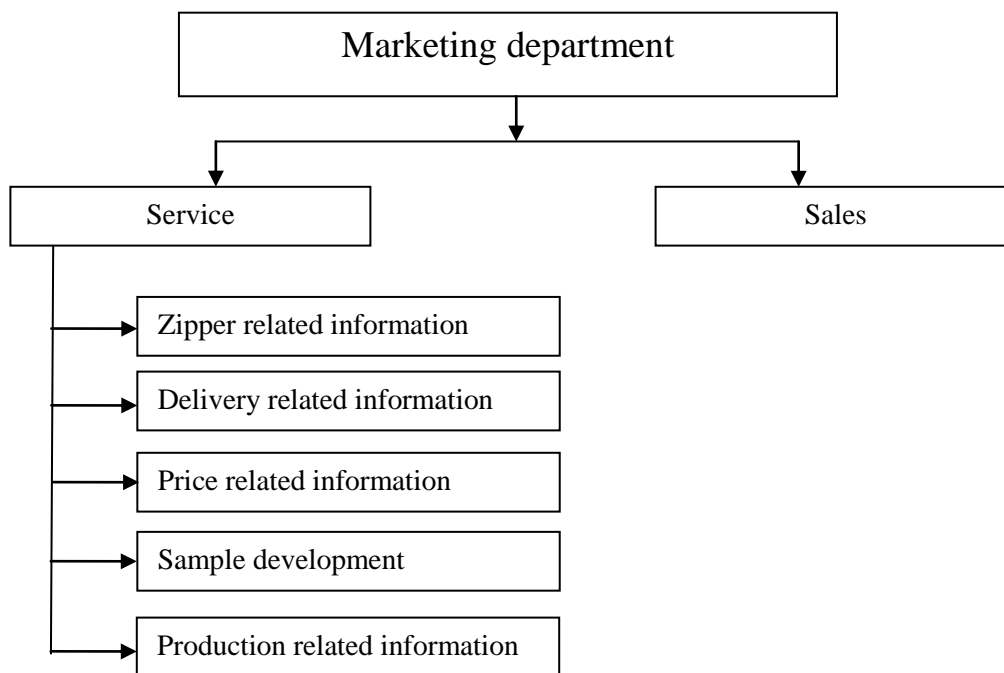 Marketing department
Service
Sales
Zipper related information
Delivery related information
Price related information
Sample development
Production related information